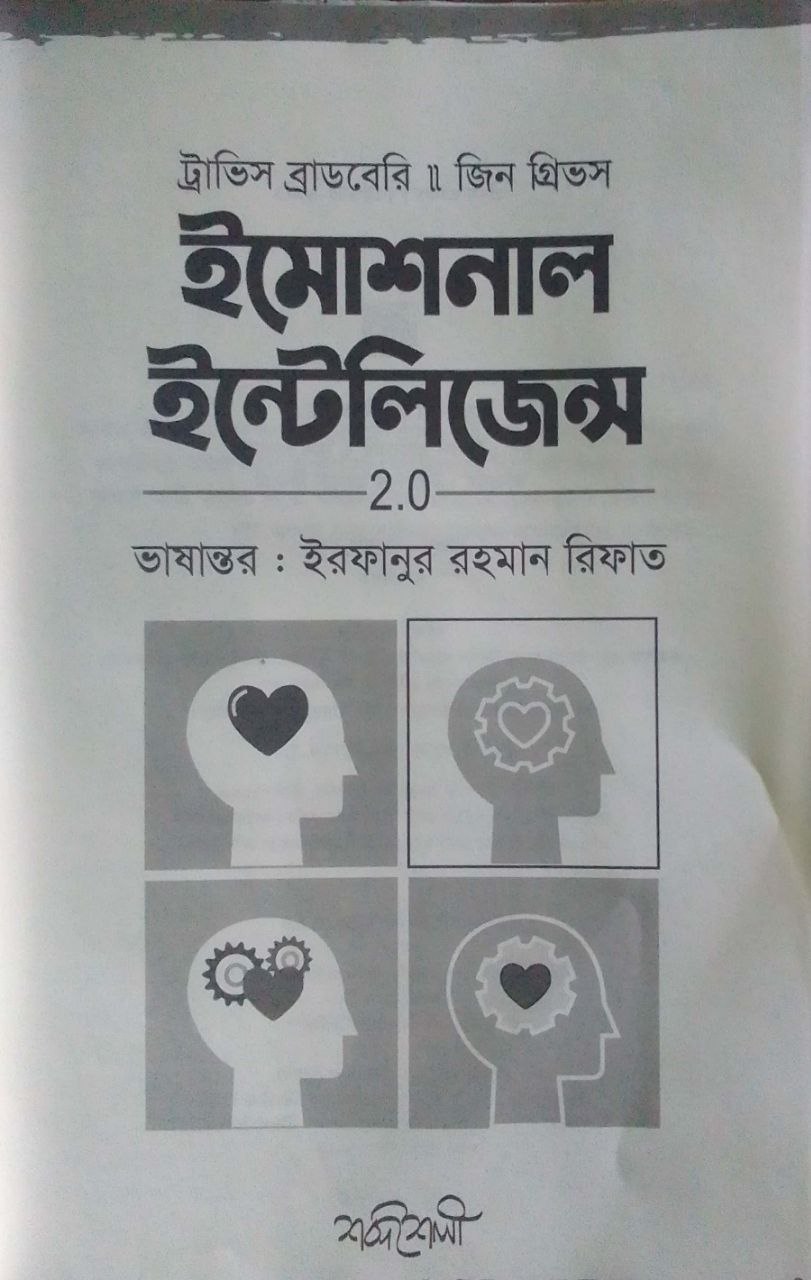 ট্রাভিস ব্রাডবেরি ॥ জিন গ্রিভস
ইমোশনাল
ইন্টেলিজেন্স
2.0
ভাষান্তর : ইরফানুর রহমান রিফাত
শব্দশৈলী